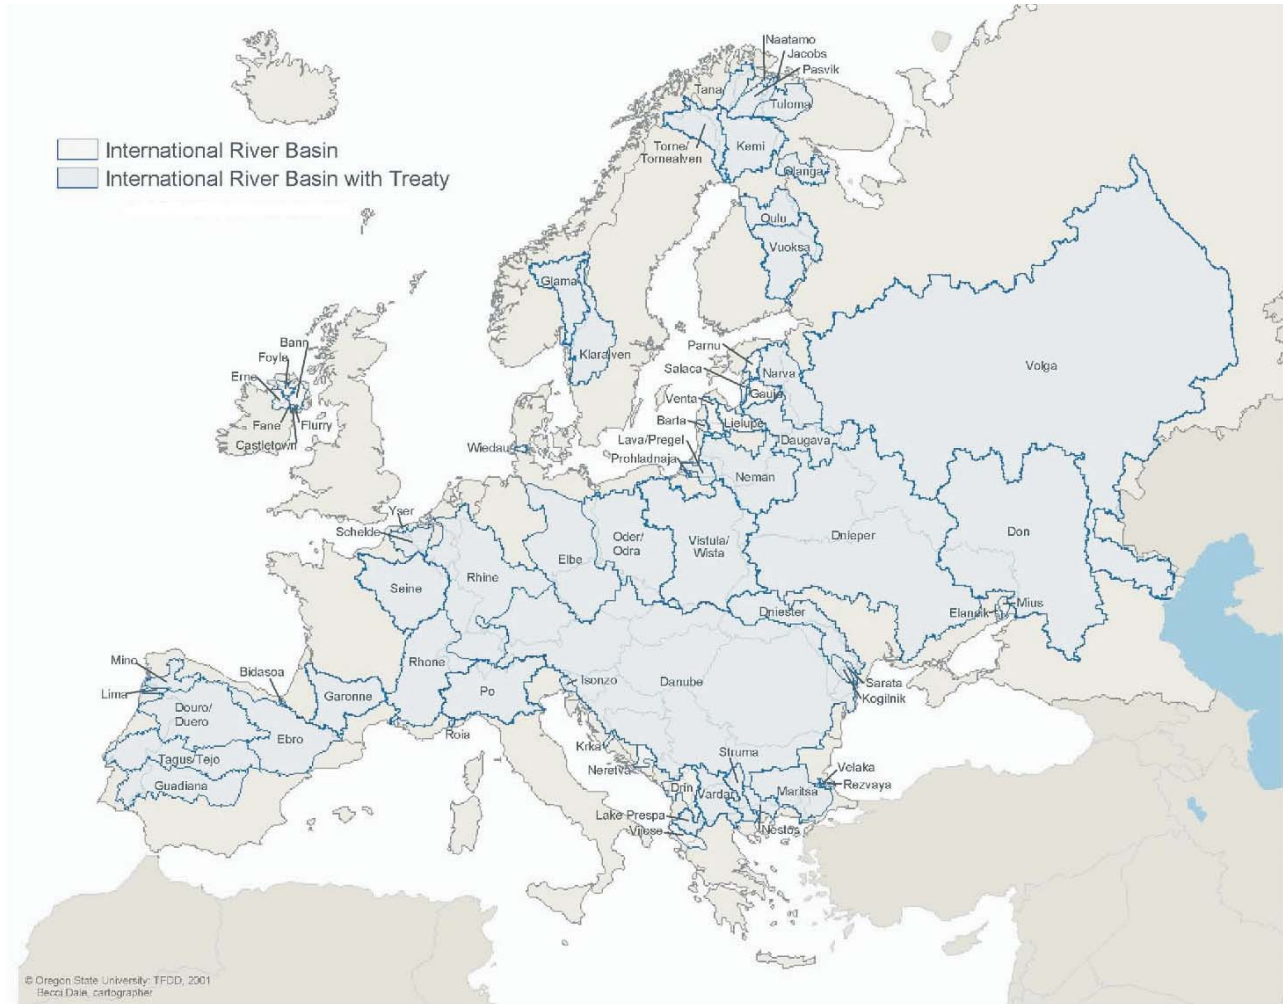 Naatamo
Jacobs
Pasvik
Tana
Tuloma
International River Basin
Torne/
Tornealven
Kemi
International River Basin with Treaty
Olanga
Oulu
Vuoksa
Glama
Bann
Parnu
Foyle
Klaralven
Salaca
Narva
Volga
Erne
Venta
Gauja
Fane
Flurry
Barta
Lielupe
Castletown
Wiedau
Lava/Pregel
Daugava
Prohladnaja
Neman
Yser
Schelde
Oder/
Odra
Vistula/
Wista
Dnieper
Don
Elbe
Rhine
Seine
Dniester
Elancik
Mius
Mino
Bidasoa
Rhone
Isonzo
Danube
Sarata
Lima
Garonne
Po
Kogilnik
Douro/
Duero
Ebro
Roia
Krka
Struma
Tagus/Tejo
Neretva
Velaka
Guadiana
Drin
Vardar
Maritsa
Rezvaya
Lake Prespa
Vijose
Nestos
© Oregon State University: TFDD, 2001
Becci Dale, cartographer